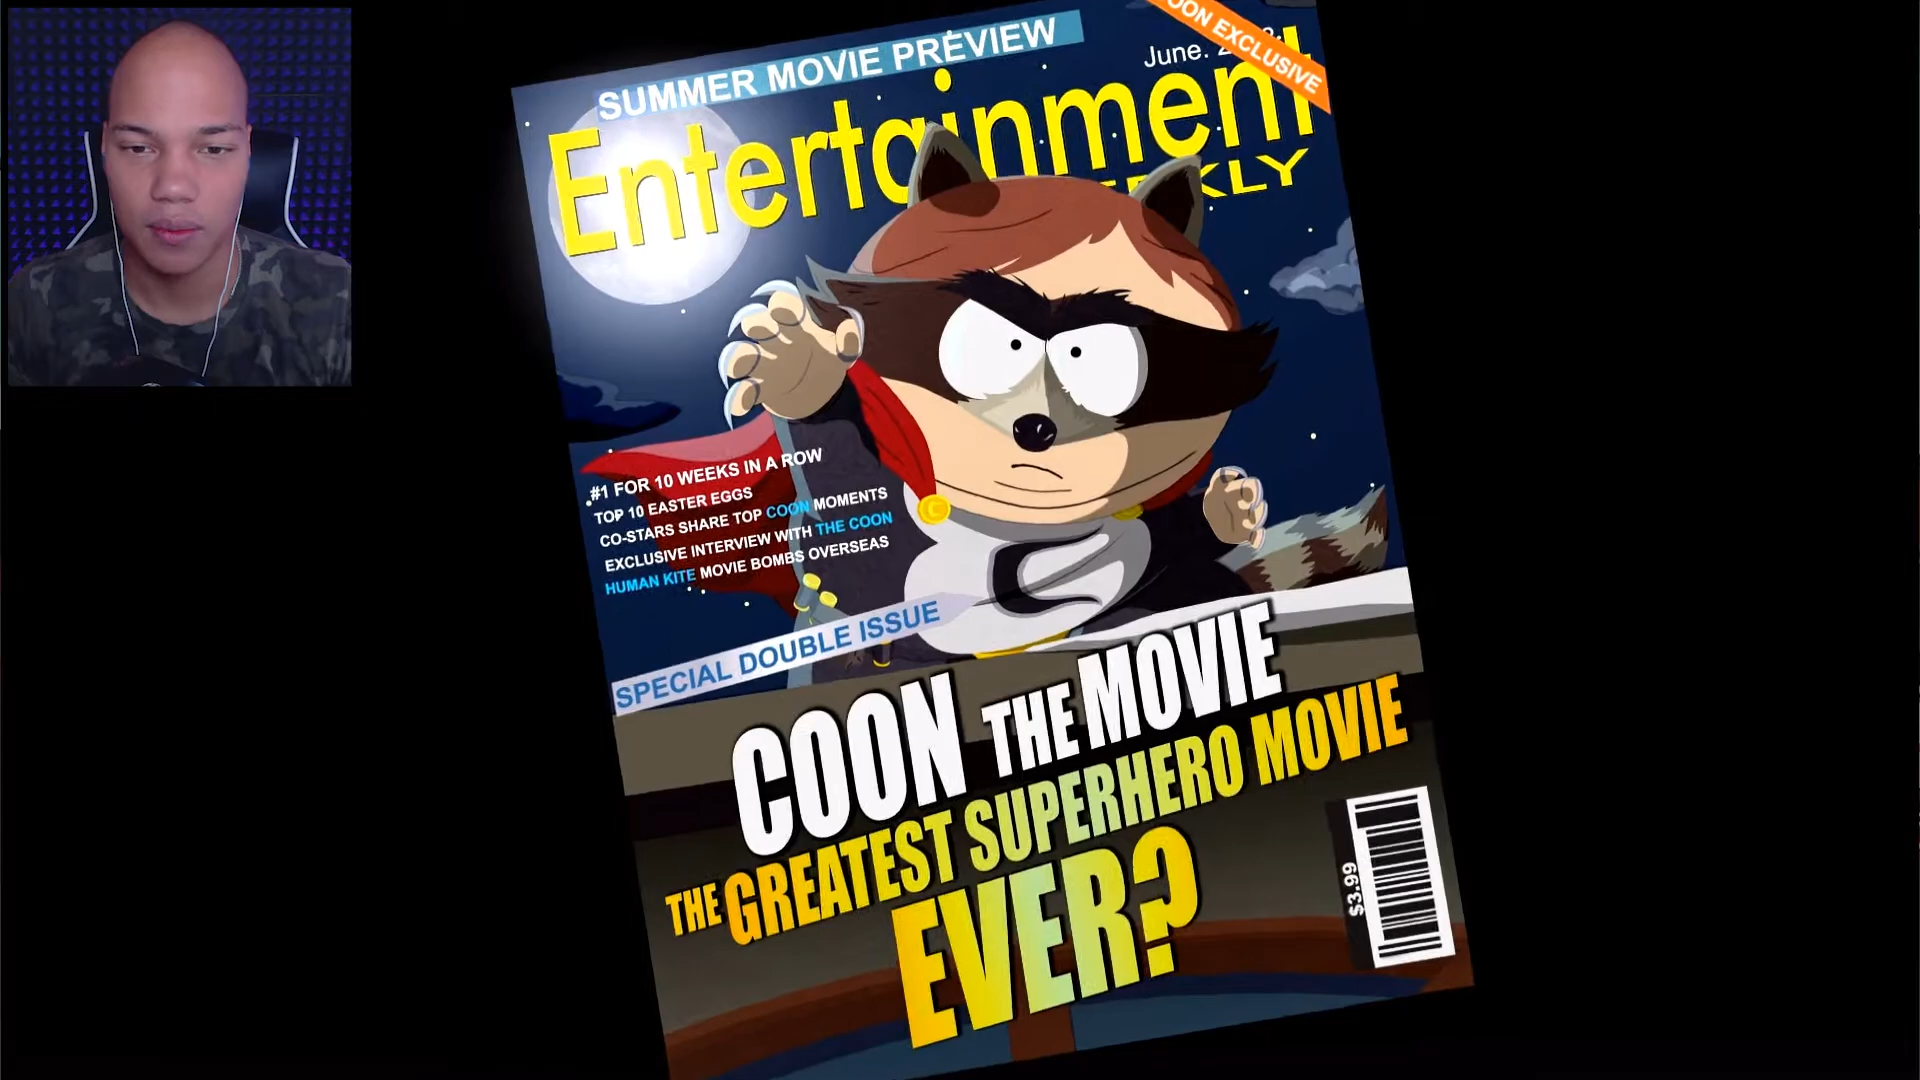 SUMMER MOVIE PREVIEW
June.
EXCLUSIVE
Entertainment
#1 FOR 10 WEEKS IN A ROW
TOP 10 EASTER EGGS
CO-STARS SHARE TOP COON MOMENTS
EXCLUSIVE INTERVIEW WITH THE COON
HUMAN KITE MOVIE BOMBS OVERSEAS
SPECIAL DOUBLE ISSUE
COON THE MOVIE
THE GREATEST SUPERHERO MOVIE
EVER?
$3.99